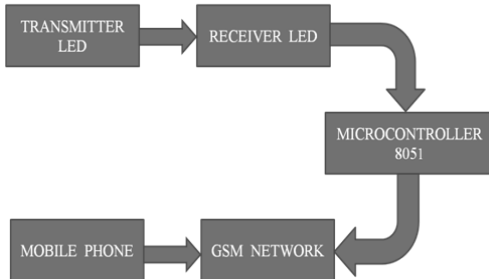 TRANSMITTER
LED
RECEIVER LED
MICROCONTROLLER
8051
MOBILE PHONE
GSM NETWORK